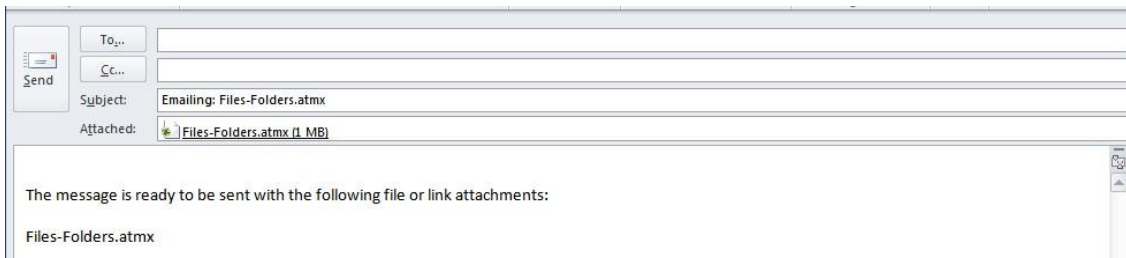 To...
Cc...
Send
Subject: Emailing: Files-Folders.atmx
Attached: Files-Folders.atmx (1 MB)
The message is ready to be sent with the following file or link attachments:
Files-Folders.atmx